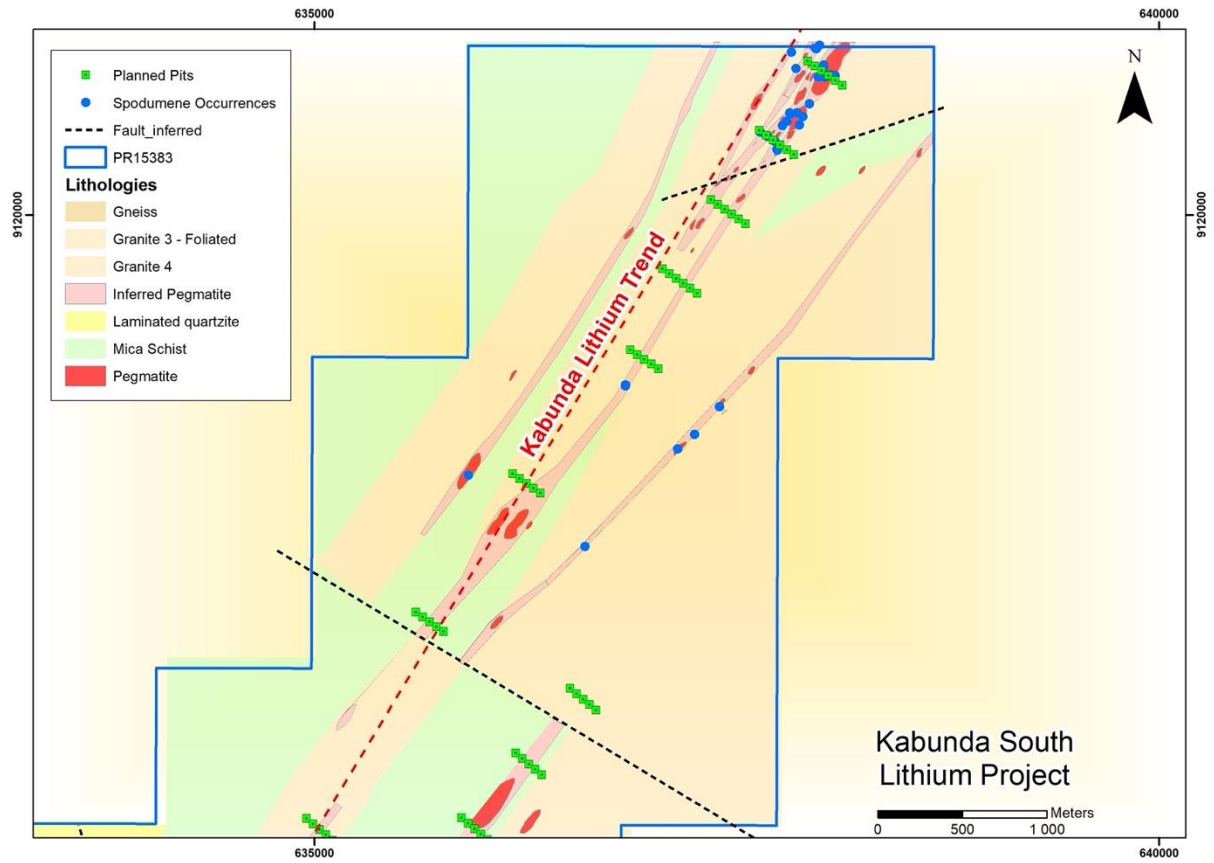 635000
640000
Planned Pits
Spodumene Occurrences
Fault_inferred
PR15383
Lithologies
Gneiss
Granite 3 - Foliated
Granite 4
Inferred Pegmatite
Laminated quartzite
Mica Schist
Pegmatite
N
9120000
9120000
Kabunda Lithium Trend
Kabunda South
Lithium Project
Meters
0 500 1 000
635000
640000